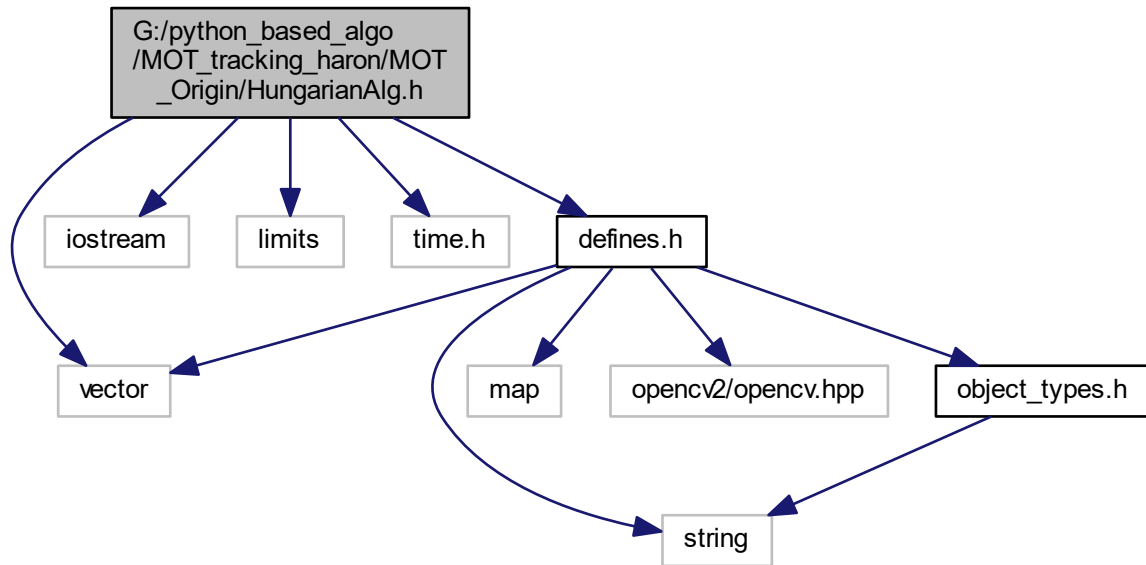 G:/python_based_algo
/MOT_tracking_haron/MOT
_Origin/HungarianAlg.h
iostream
limits
time.h
defines.h
vector
map
opencv2/opencv.hpp
object_types.h
string